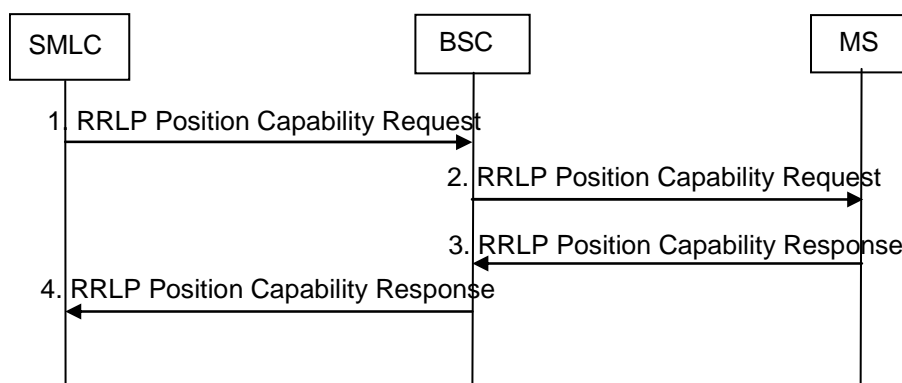 SMLC
BSC
MS
1. RRLP Position Capability Request
2. RRLP Position Capability Request
3. RRLP Position Capability Response
4. RRLP Position Capability Response